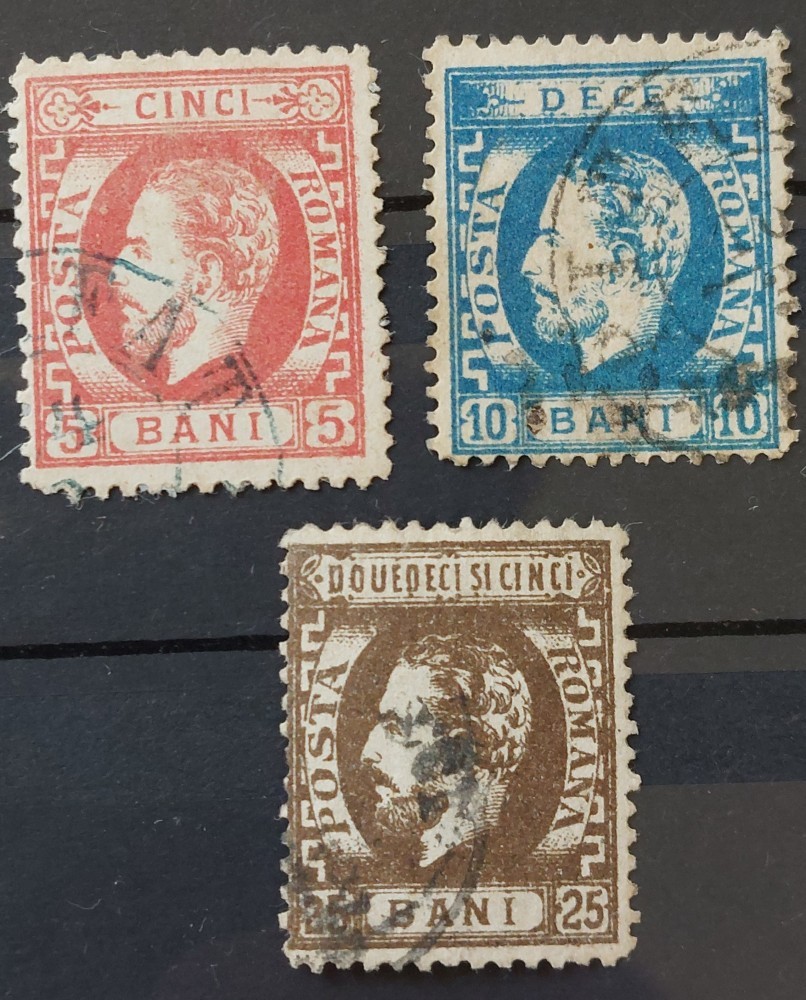 CINCI
POSTA ROMANA
5 BANI 5
DECE
POSTA ROMANA
10 BANI 10
DOUEDECI SI CINCI
POSTA ROMANA
25 BANI 25